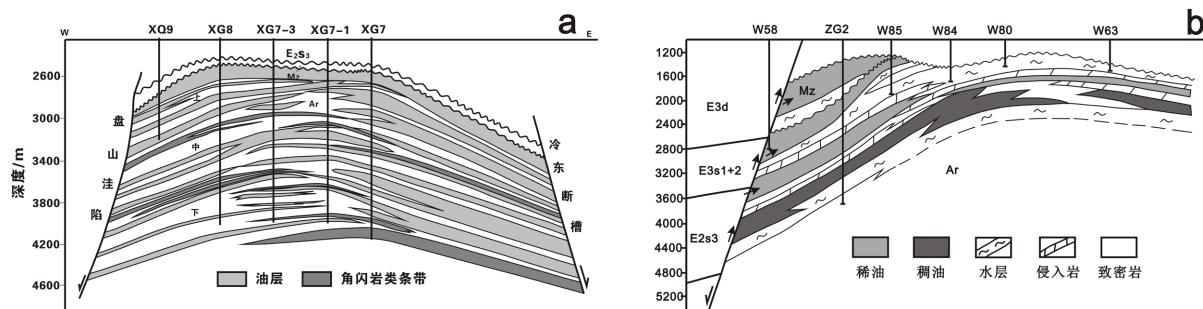 a
W
XQ9
XG8
XG7-3
XG7-1
XG7
E
E₂s₃
Mz
上
Ar
中
下
2600
3000
3400
3800
4200
4600
深度/m
盘山洼陷
冷东断槽
油层
角闪岩类条带
b
W58
ZG2
W85
W84
W80
W63
1200
1600
2000
2400
2800
3200
3600
4000
4400
4800
5200
E3d
E3s1+2
E2s3
Mz
Ar
稀油
稠油
水层
侵入岩
致密岩